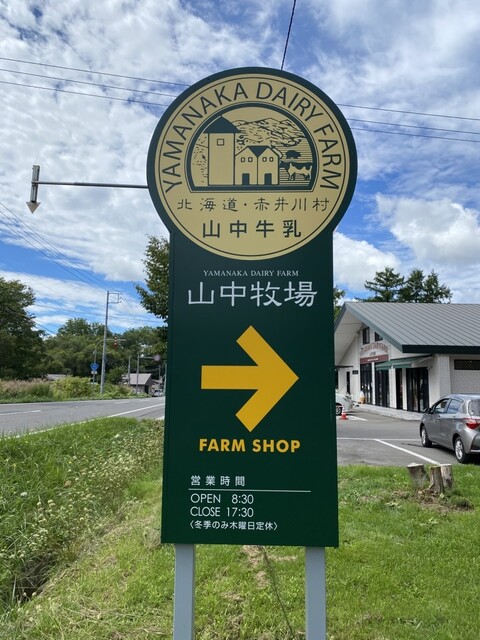 YAMANAKA DAIRY FARM
北海道・赤井川村
山中牛乳
YAMANAKA DAIRY FARM
山中牧場
FARM SHOP
営業時間
OPEN 8:30
CLOSE 17:30
〈冬季のみ木曜日定休〉